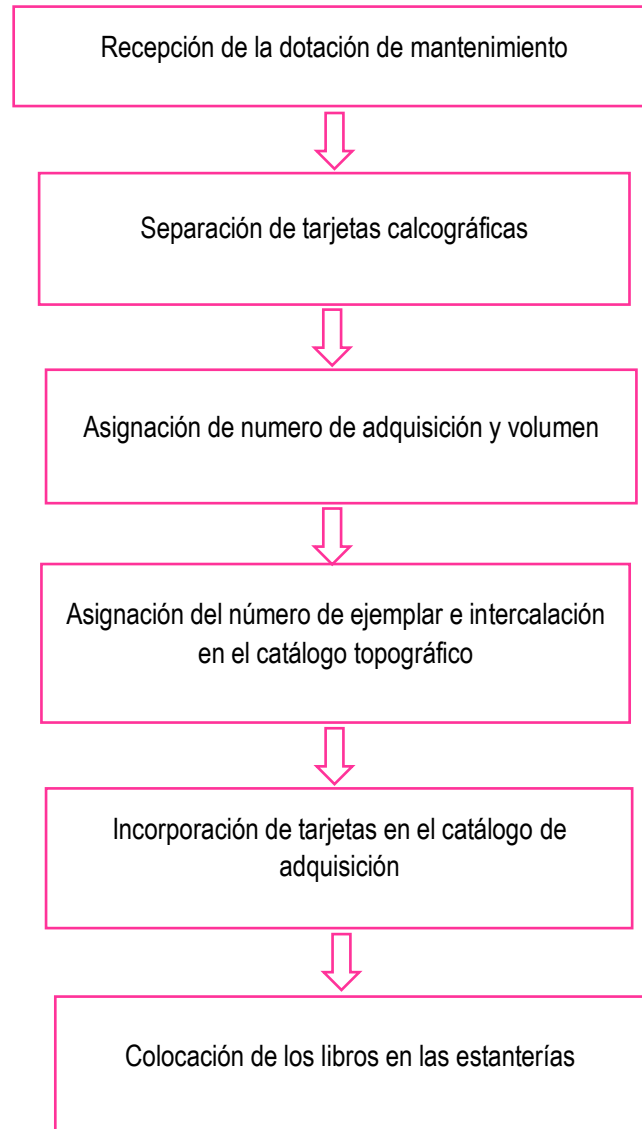 Recepción de la dotación de mantenimiento
Separación de tarjetas calcográficas
Asignación de numero de adquisición y volumen
Asignación del número de ejemplar e intercalación
en el catálogo topográfico
Incorporación de tarjetas en el catálogo de
adquisición
Colocación de los libros en las estanterías